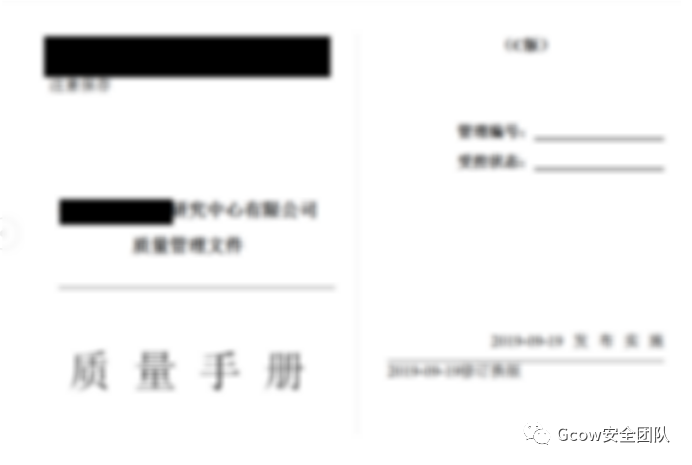 （C版）
管理编号：
受控状态：
研究中心有限公司
质量管理文件
质量手册
2019-09-19 发布实施
2019-09-19修订换版
Gcow安全团队